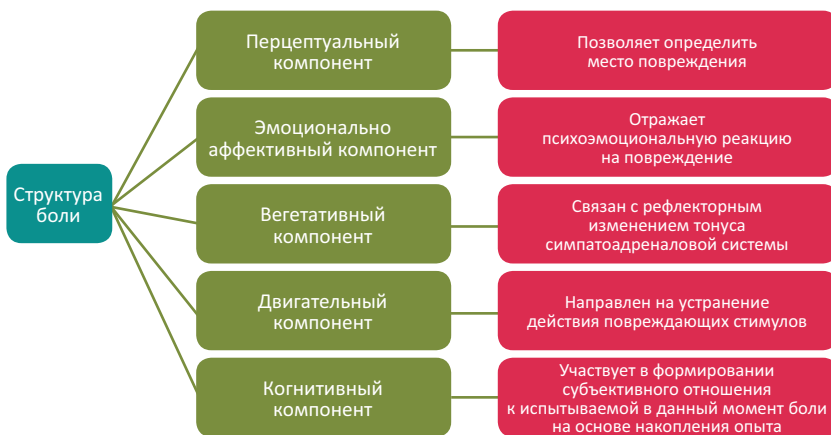 Структура
боли
Перцептуальный
компонент
Позволяет определить
место повреждения
Эмоционально
аффективный компонент
Отражает
психоэмоциональную реакцию
на повреждение
Вегетативный
компонент
Связан с рефлекторным
изменением тонуса
симпатоадреналовой системы
Двигательный
компонент
Направлен на устранение
действия повреждающих стимулов
Когнитивный
компонент
Участвует в формировании
субъективного отношения
к испытываемой в данный момент боли
на основе накопления опыта